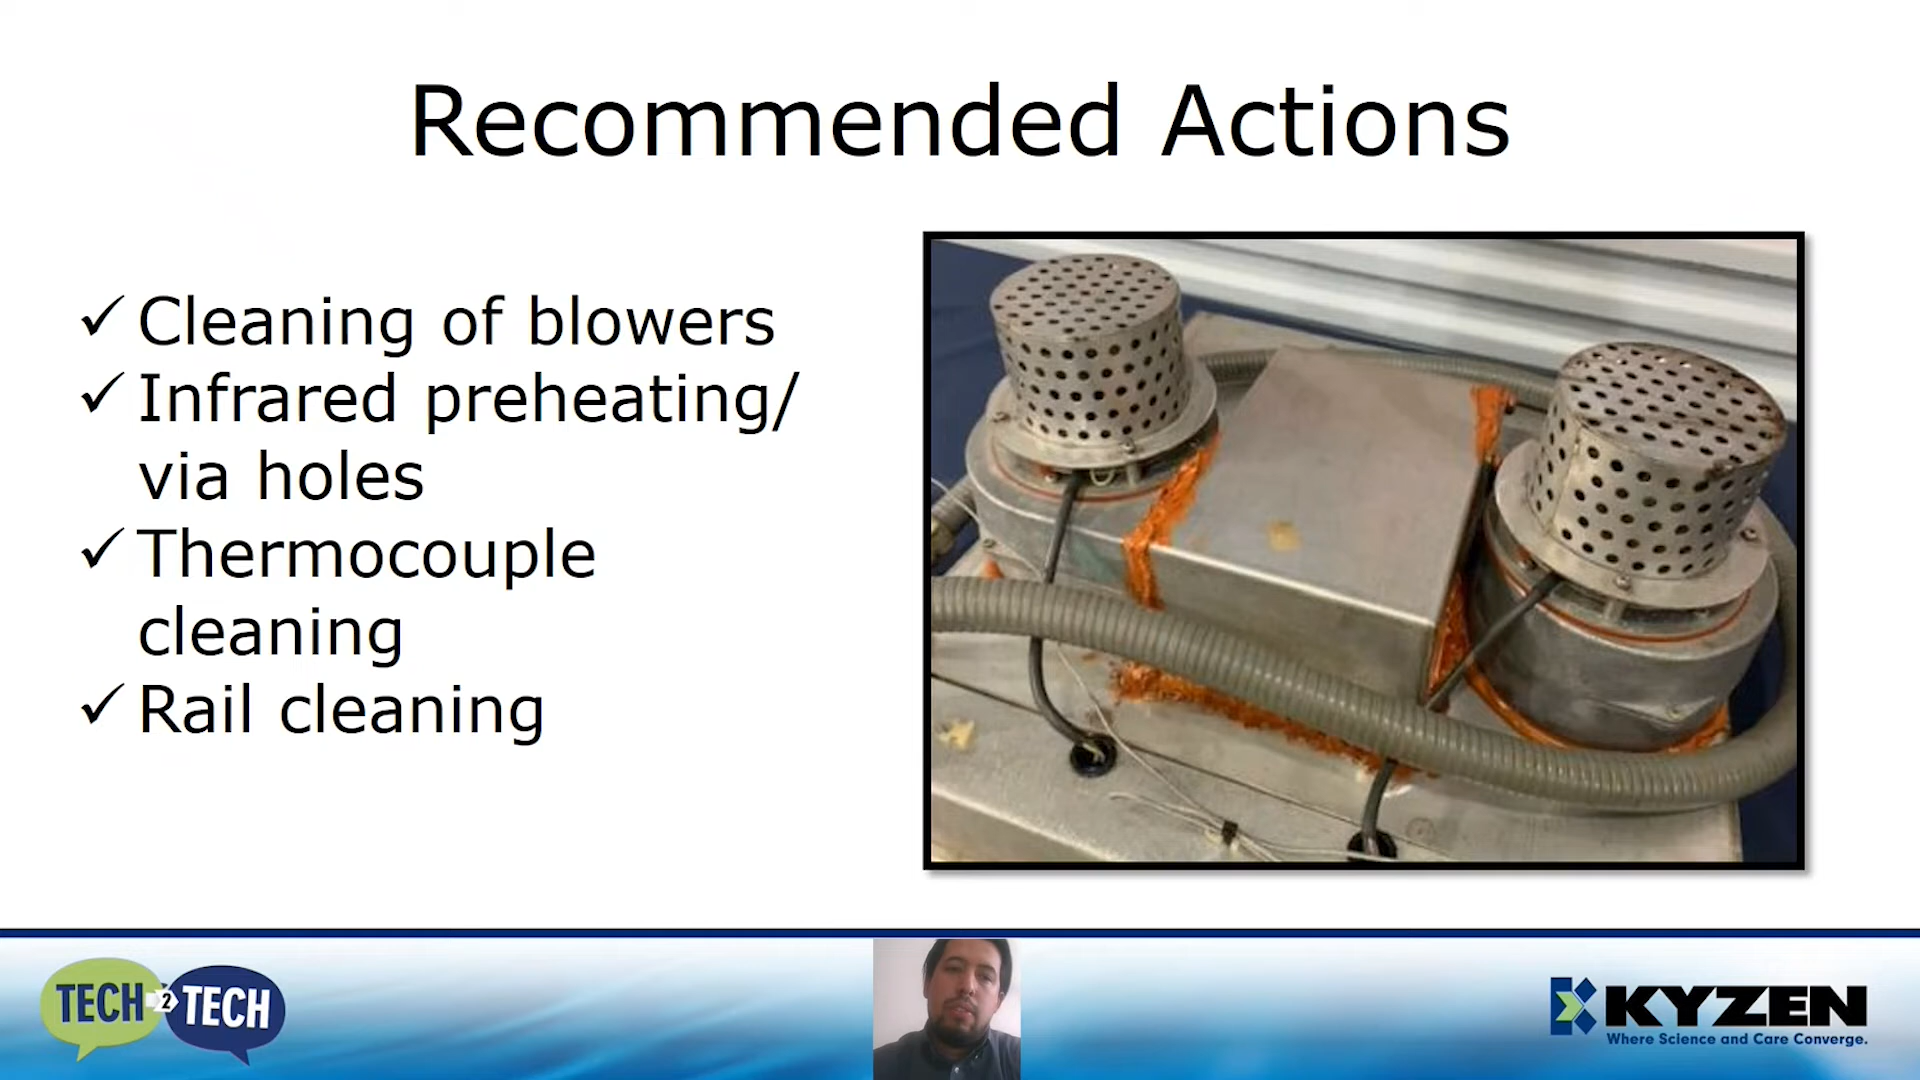 Recommended Actions
✓ Cleaning of blowers
✓ Infrared preheating/
via holes
✓ Thermocouple
cleaning
✓ Rail cleaning
TECH 2 TECH
KYZEN
Where Science and Care Converge.